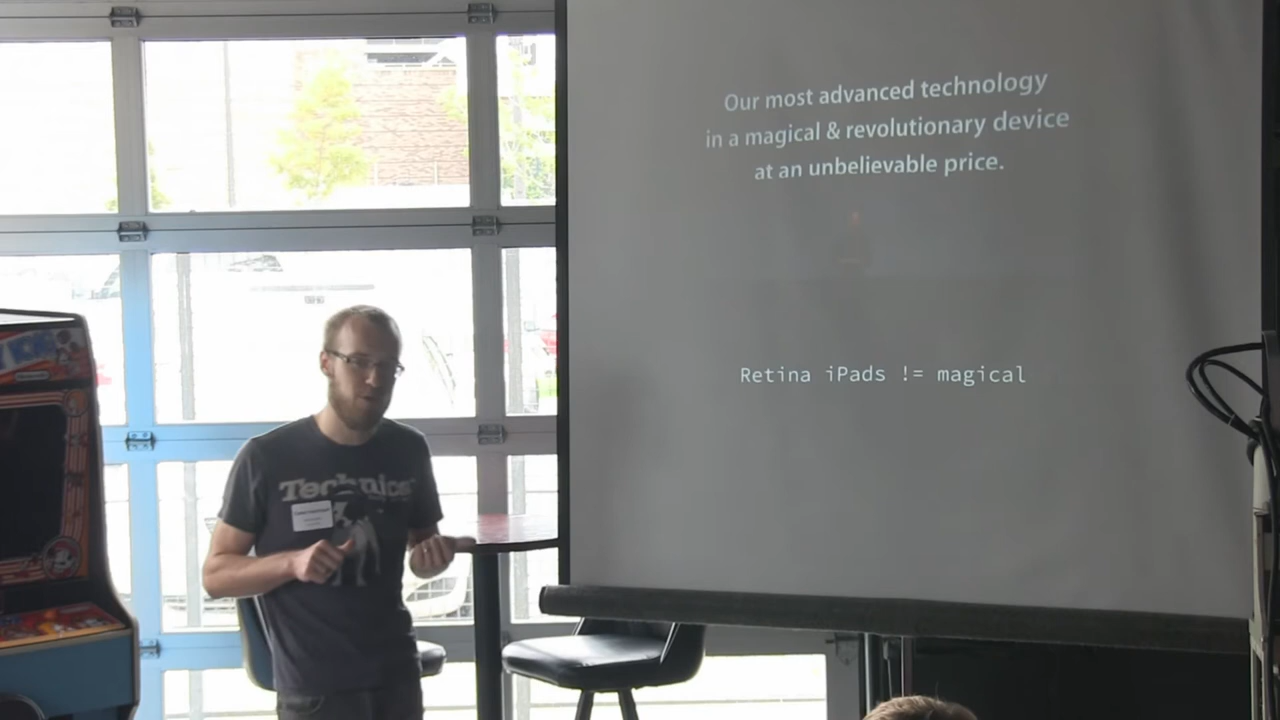 Our most advanced technology
in a magical & revolutionary device
at an unbelievable price.
Retina iPads != magical
Technics